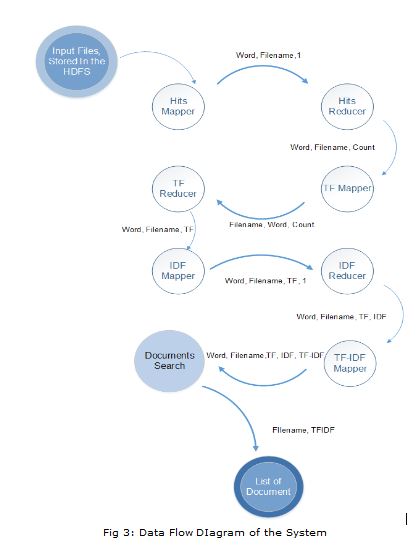 Input Files,
Stored In the
HDFS
Word, Filename,1
Hits
Mapper
Hits
Reducer
Word, Filename, Count
TF
Reducer
TF Mapper
Filename, Word, Count
Word, Filename, TF
IDF
Mapper
IDF
Reducer
Word, Filename, TF, 1
Word, Filename, TF, IDF
Documents
Search
Word, Filename,TF, IDF, TF-IDF
TF-IDF
Mapper
FIlename, TFIDF
List of
Document
Fig 3: Data Flow DIagram of the System